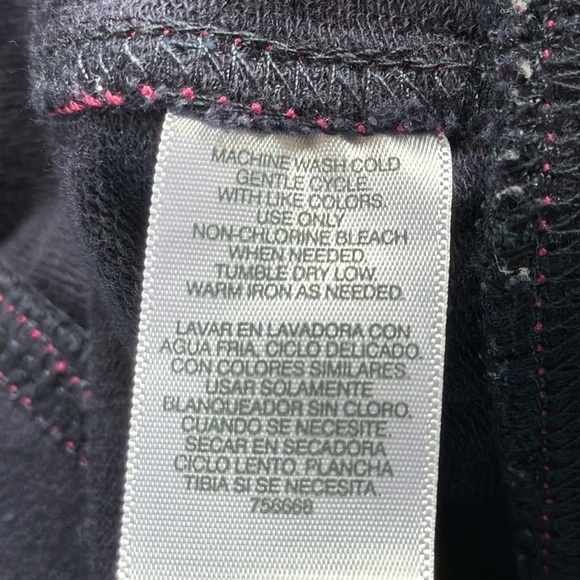 MACHINE WASH COLD
GENTLE CYCLE.
WITH LIKE COLORS.
USE ONLY
NON-CHLORINE BLEACH
WHEN NEEDED.
TUMBLE DRY LOW.
WARM IRON AS NEEDED.
LAVAR EN LAVADORA CON
AGUA FRIA, CICLO DELICADO.
CON COLORES SIMILARES.
USAR SOLAMENTE
BLANQUEADOR SIN CLORO,
CUANDO SE NECESITE.
SECAR EN SECADORA
CICLO LENTO. PLANCHA
TIBIA SI SE NECESITA.
756668